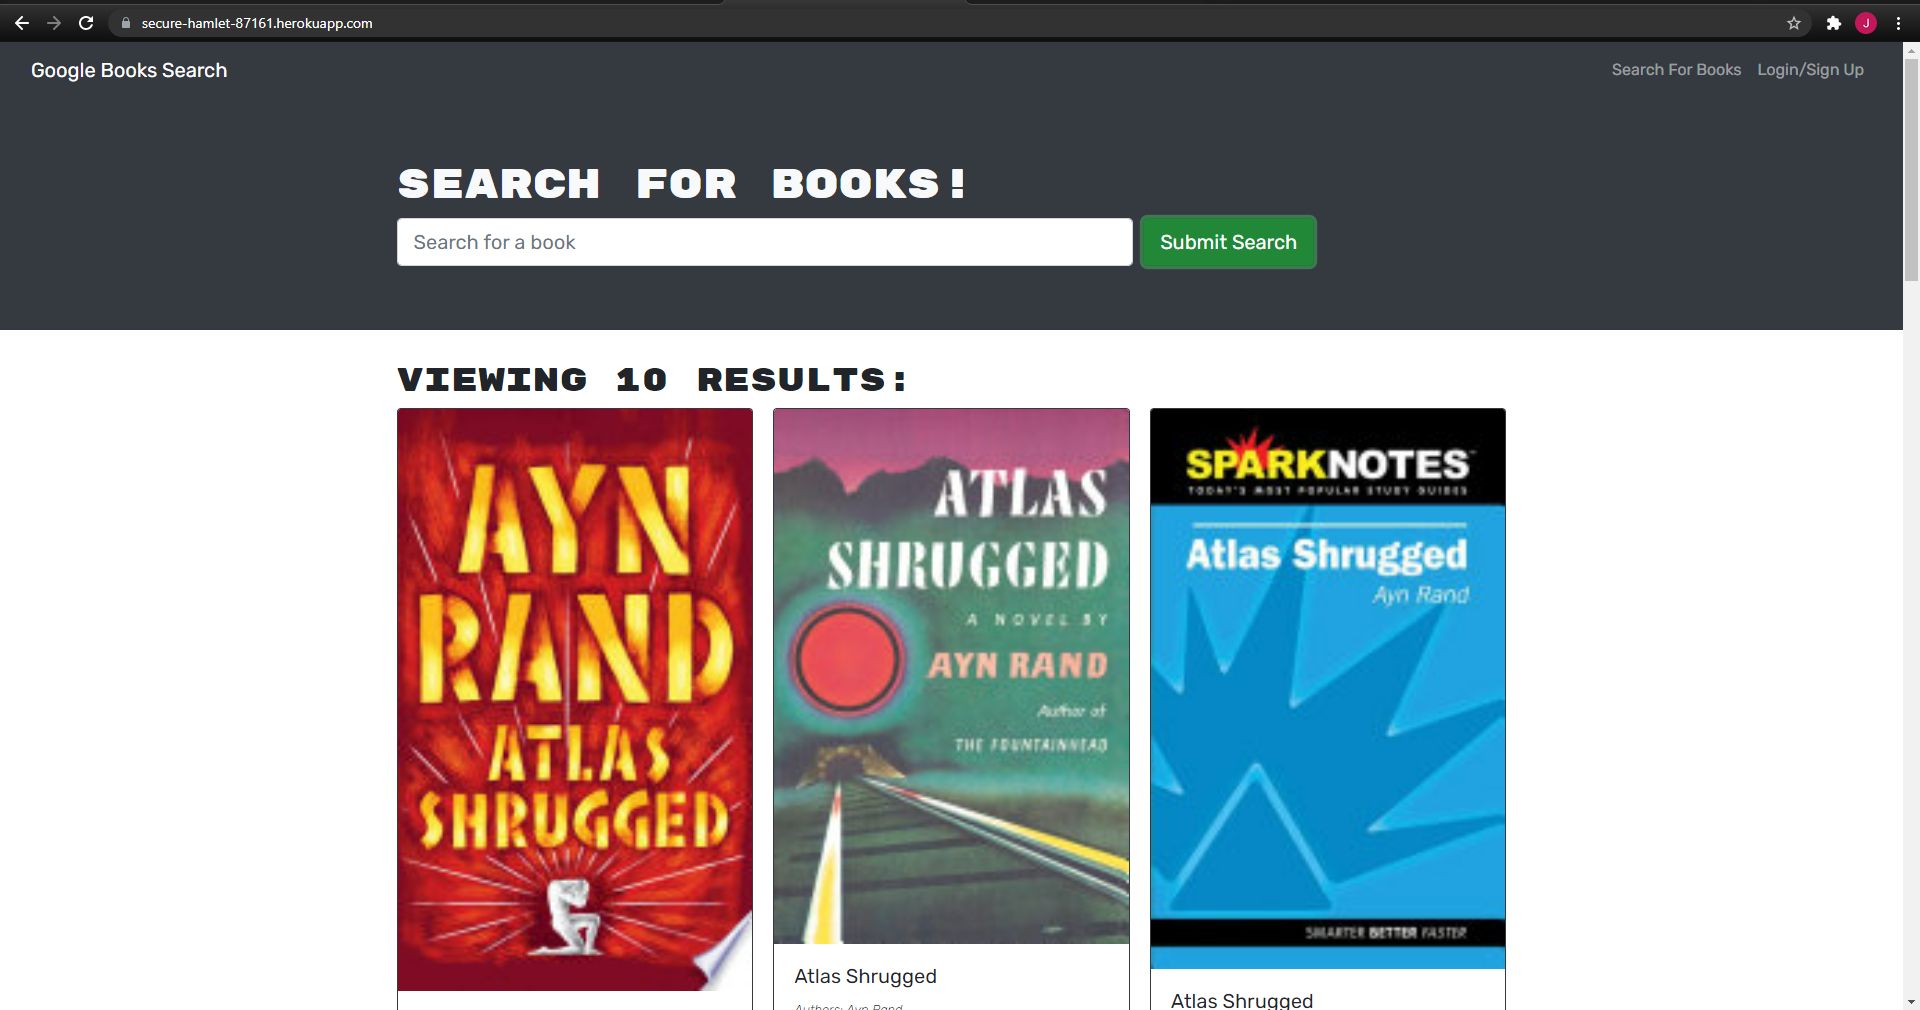 secure-hamlet-87161.herokuapp.com
J
Google Books Search
Search For Books Login/Sign Up
SEARCH FOR BOOKS!
Search for a book
Submit Search
VIEWING 10 RESULTS:
AYN
RAND
ATLAS
SHRUGGED
ATLAS
SHRUGGED
A NOVEL BY
AYN RAND
Author of
THE FOUNTAINHEAD
Atlas Shrugged
Authors: Ayn Rand
SPARKNOTES
TODAY'S MOST POPULAR STUDY GUIDES
Atlas Shrugged
Ayn Rand
SMARTER BETTER FASTER
Atlas Shrugged